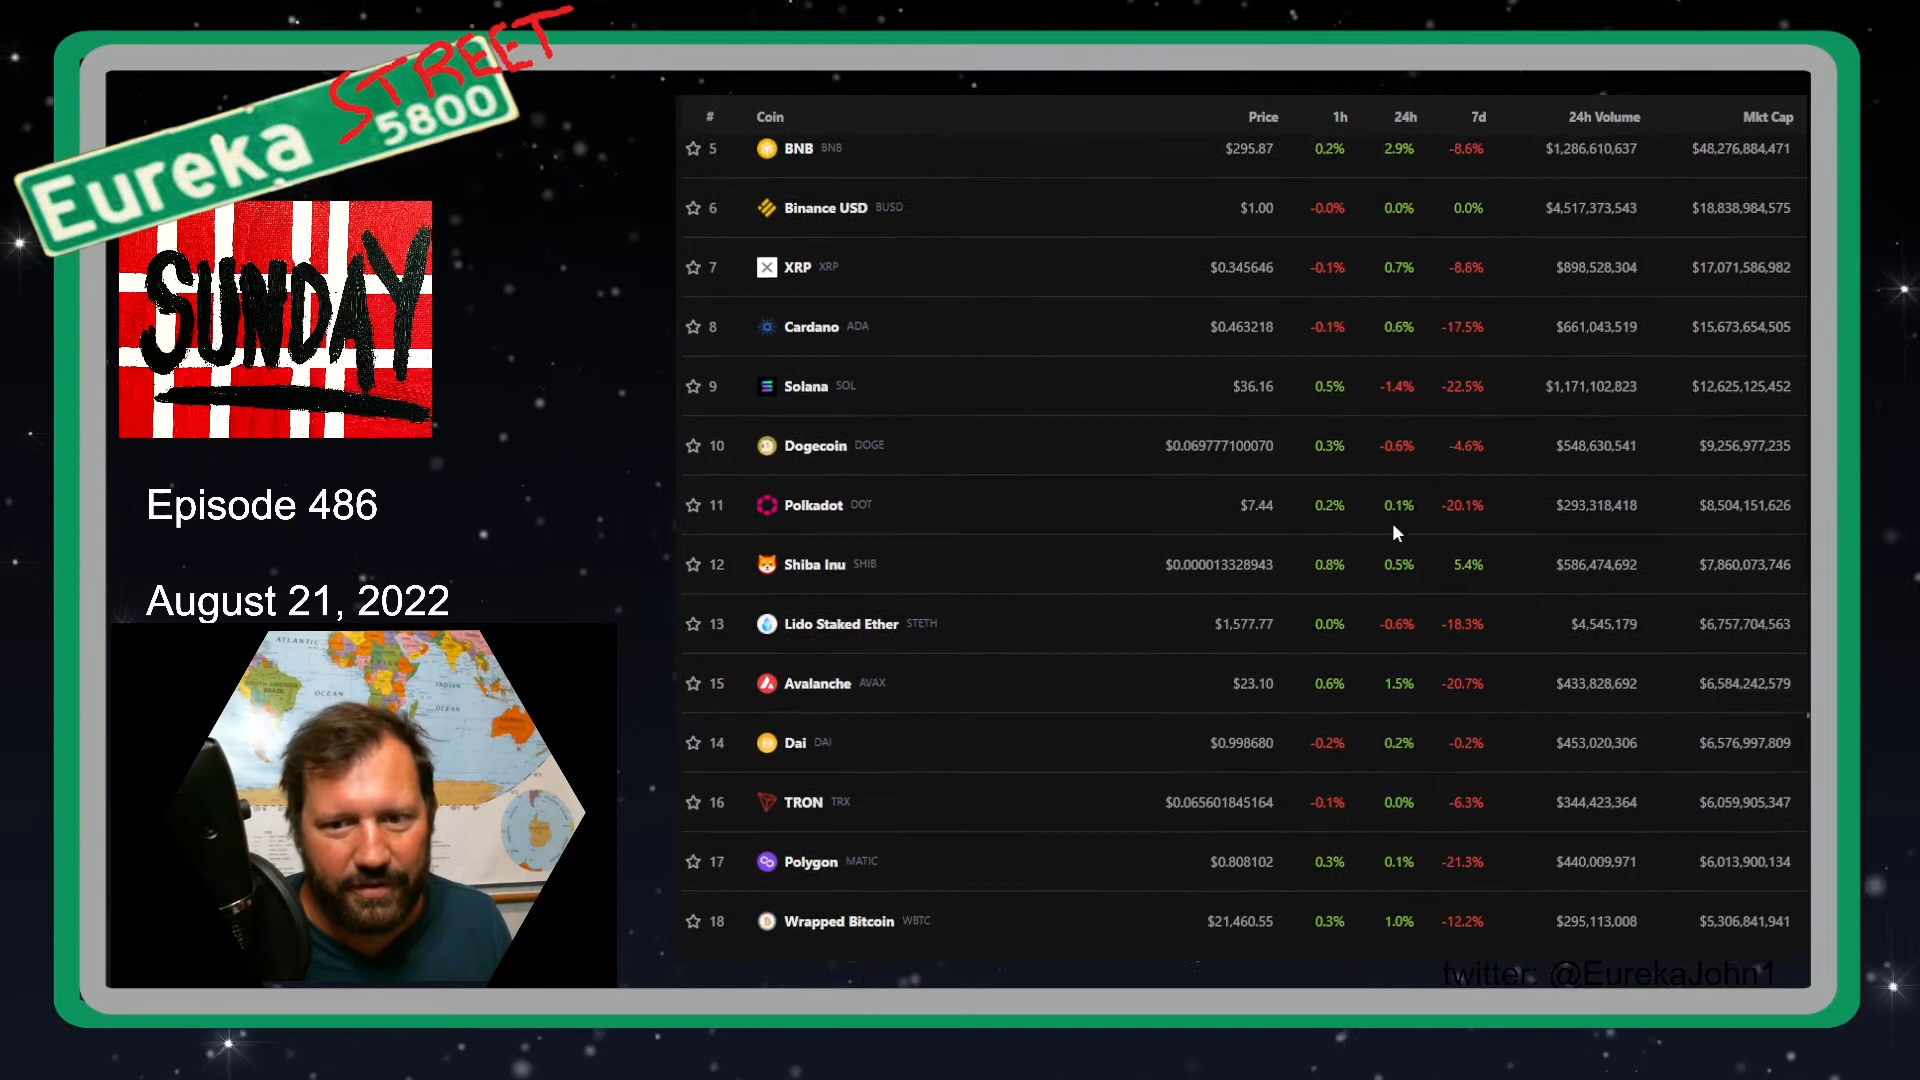 Eureka STREET 5800
SUNDAY
Episode 486
August 21, 2022
ATLANTIC
OCEAN
INDIAN
OCEAN
# Coin Price 1h 24h 7d 24h Volume Mkt Cap
5 BNB BNB $295.87 0.2% 2.9% -8.6% $1,286,610,637 $48,276,884,471
6 Binance USD BUSD $1.00 -0.0% 0.0% 0.0% $4,517,373,543 $18,838,984,575
7 XRP XRP $0.345646 -0.1% 0.7% -8.8% $898,528,304 $17,071,586,982
8 Cardano ADA $0.463218 -0.1% 0.6% -17.5% $661,043,519 $15,673,654,505
9 Solana SOL $36.16 0.5% -1.4% -22.5% $1,171,102,823 $12,625,125,452
10 Dogecoin DOGE $0.069777100070 0.3% -0.6% -4.6% $548,630,541 $9,256,977,235
11 Polkadot DOT $7.44 0.2% 0.1% -20.1% $293,318,418 $8,504,151,626
12 Shiba Inu SHIB $0.000013328943 0.8% 0.5% 5.4% $586,474,692 $7,860,073,746
13 Lido Staked Ether STETH $1,577.77 0.0% -0.6% -18.3% $4,545,179 $6,757,704,563
15 Avalanche AVAX $23.10 0.6% 1.5% -20.7% $433,828,692 $6,584,242,579
14 Dai DAI $0.998680 -0.2% 0.2% -0.2% $453,020,306 $6,576,997,809
16 TRON TRX $0.065601845164 -0.1% 0.0% -6.3% $344,423,364 $6,059,905,347
17 Polygon MATIC $0.808102 0.3% 0.1% -21.3% $440,009,971 $6,013,900,134
18 Wrapped Bitcoin WBTC $21,460.55 0.3% 1.0% -12.2% $295,113,008 $5,306,841,941
twitter: @EurekaJohn1